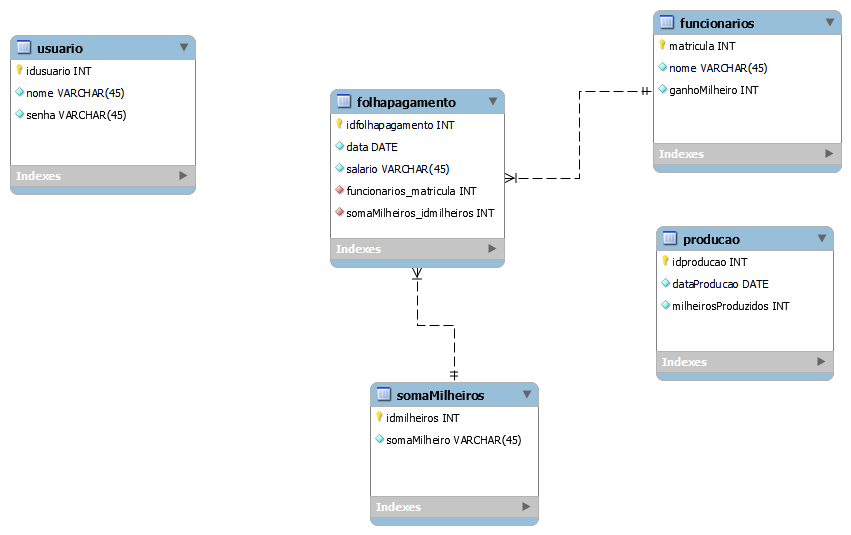 usuario
idusuario INT
nome VARCHAR(45)
senha VARCHAR(45)
Indexes
folhapagamento
idfolhapagamento INT
data DATE
salario VARCHAR(45)
funcionarios_matricula INT
somaMilheiros_idmilheiros INT
Indexes
funcionarios
matricula INT
nome VARCHAR(45)
ganhoMilheiro INT
Indexes
producao
idproducao INT
dataProducao DATE
milheirosProduzidos INT
Indexes
somaMilheiros
idmilheiros INT
somaMilheiro VARCHAR(45)
Indexes